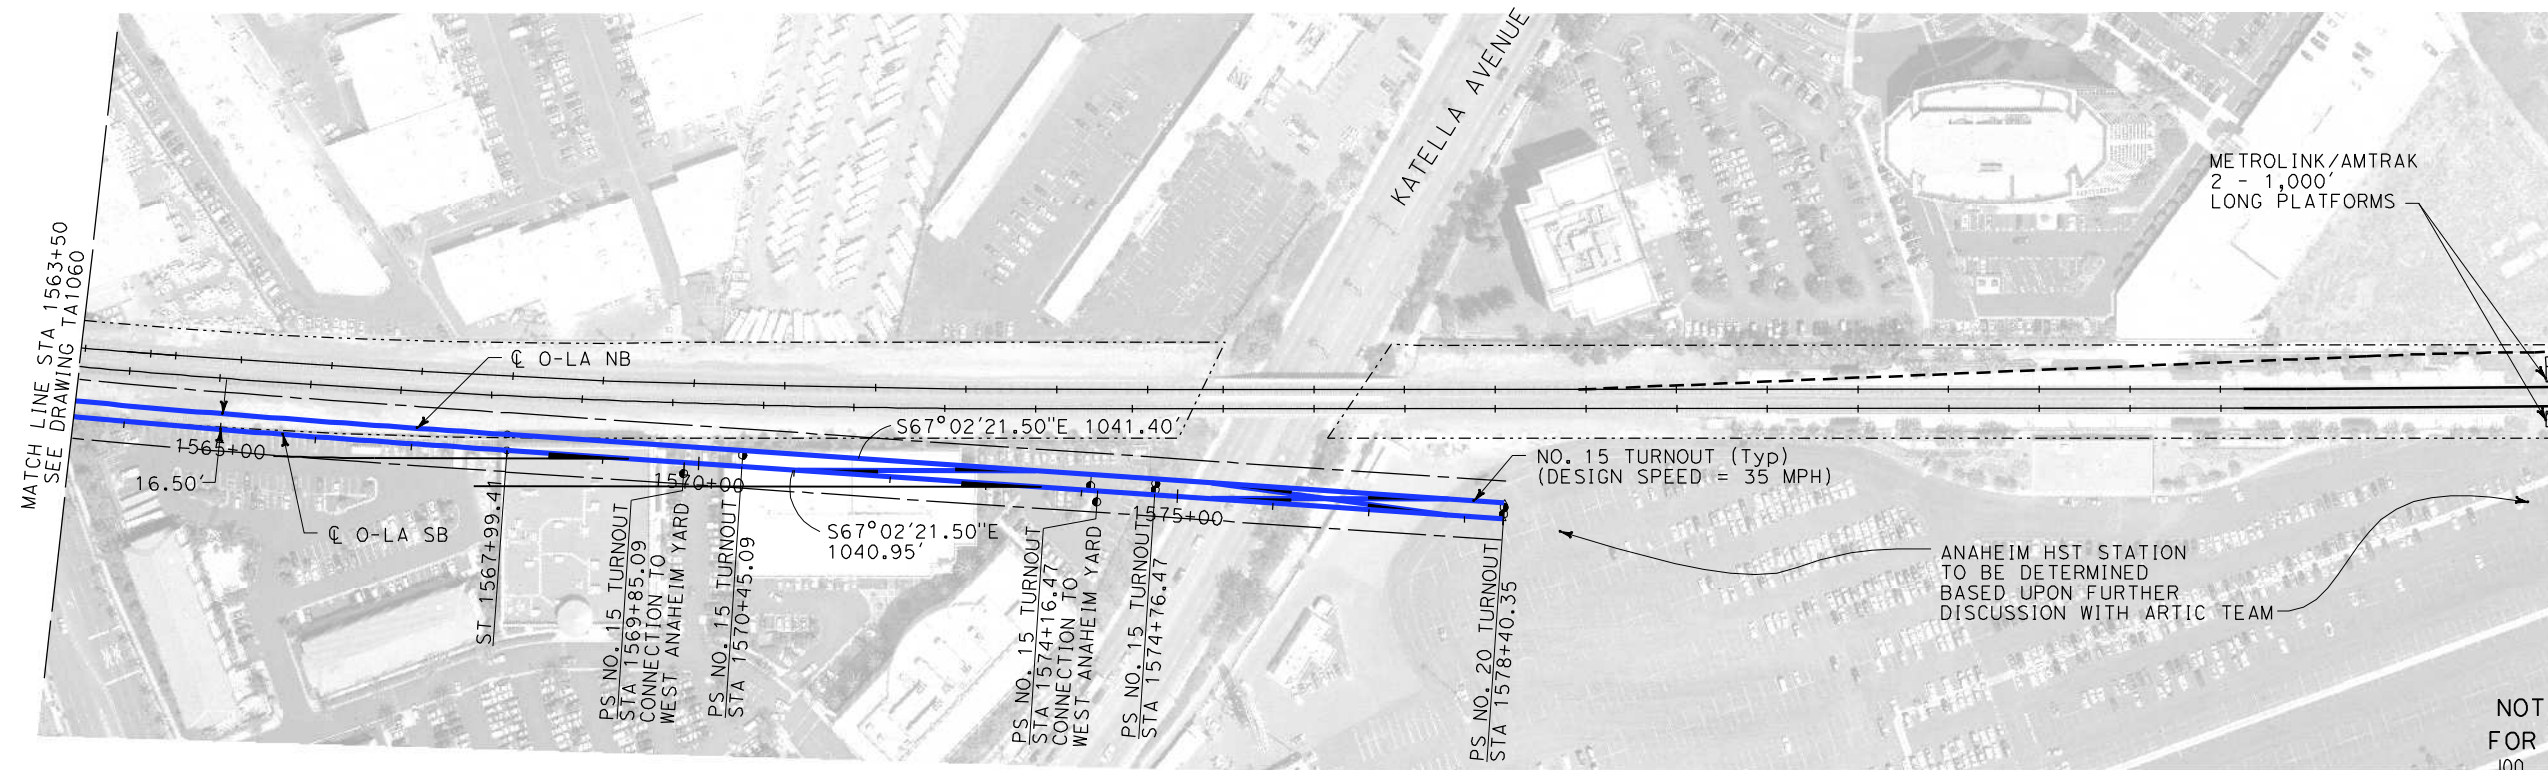 MATCH LINE STA 1563+50
SEE DRAWING TA1060
℄ O-LA NB
1565+00
16.50′
℄ O-LA SB
ST 1567+99.41
PS NO. 15 TURNOUT
STA 1569+85.09
CONNECTION TO
WEST ANAHEIM YARD
1570+00
PS NO. 15 TURNOUT
STA 1570+45.09
S67°02′21.50″E 1041.40′
S67°02′21.50″E
1040.95′
PS NO. 15 TURNOUT
STA 1574+16.47
CONNECTION TO
WEST ANAHEIM YARD
PS NO. 15 TURNOUT
STA 1574+76.47
1575+00
KATELLA AVENUE
PS NO. 20 TURNOUT
STA 1578+40.35
NO. 15 TURNOUT (Typ)
(DESIGN SPEED = 35 MPH)
METROLINK/AMTRAK
2 - 1,000′
LONG PLATFORMS
ANAHEIM HST STATION
TO BE DETERMINED
BASED UPON FURTHER
DISCUSSION WITH ARTIC TEAM
NOT
FOR
100